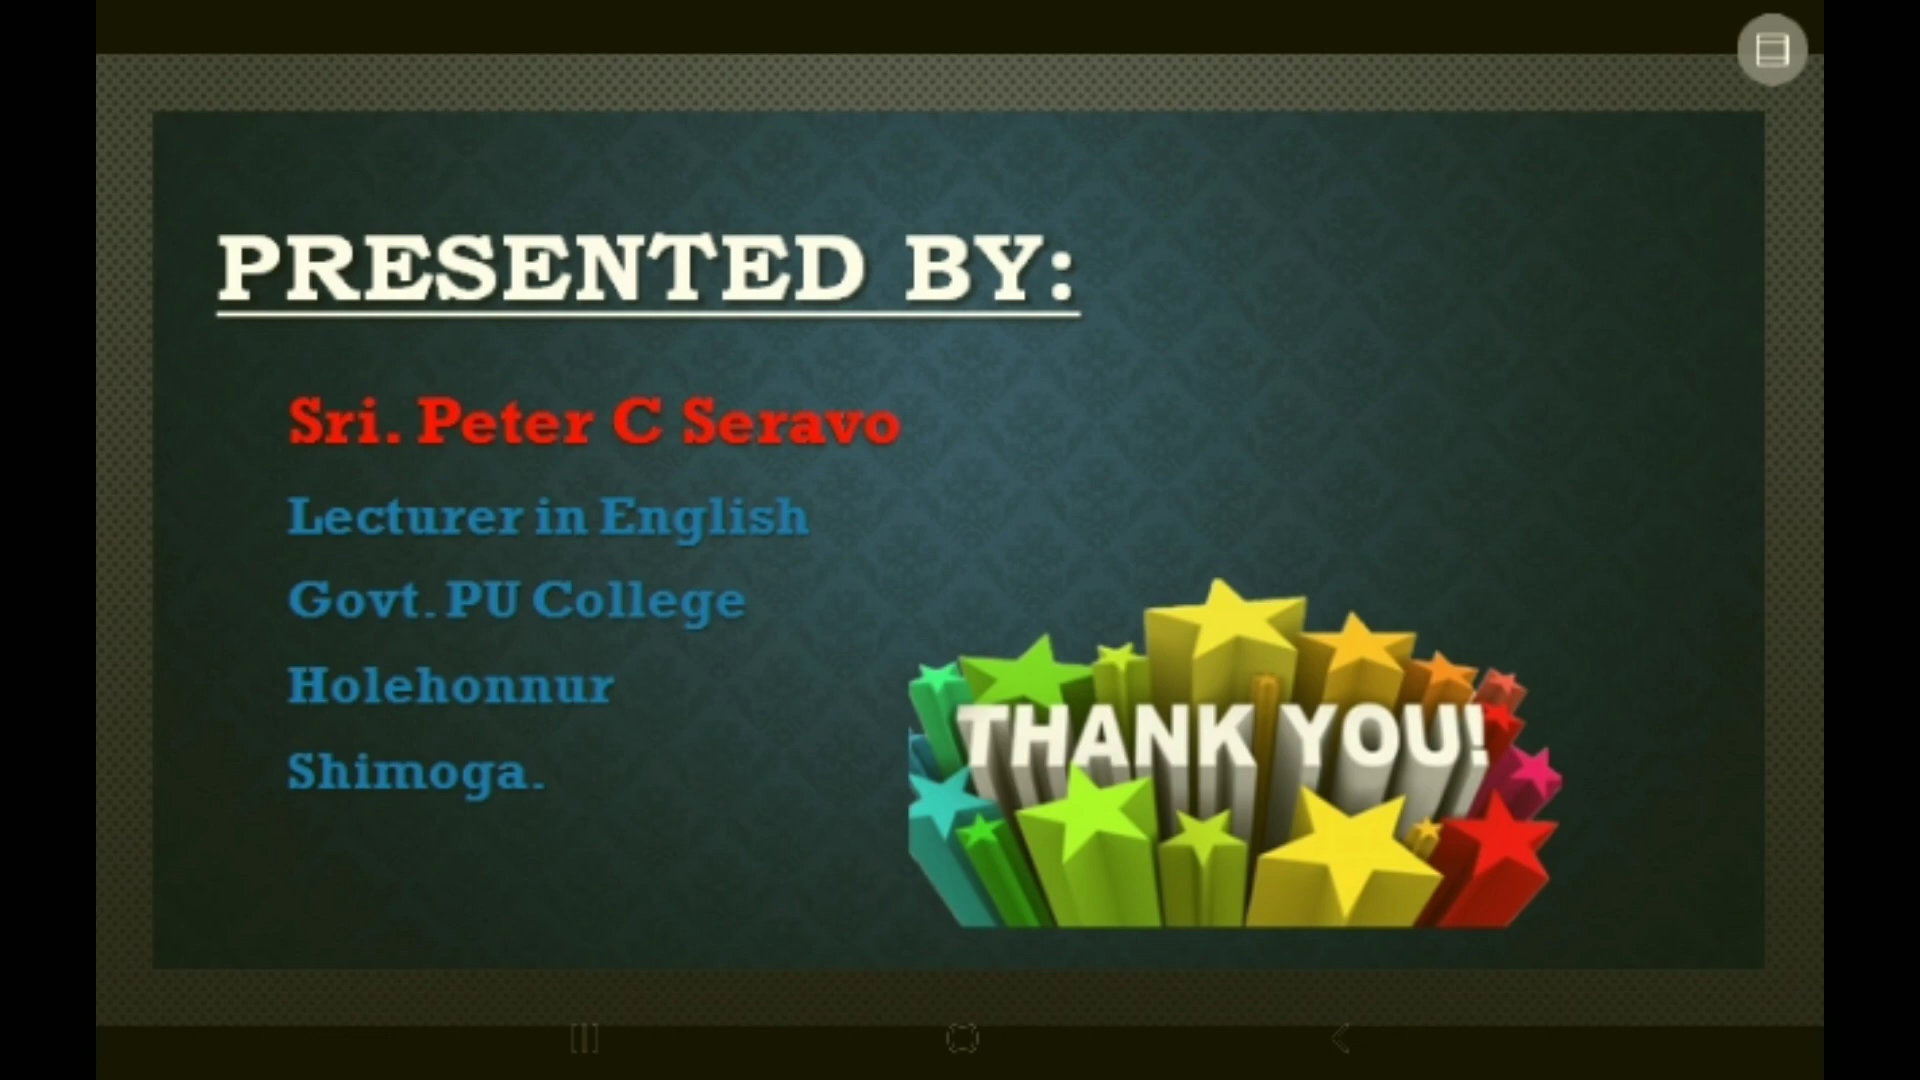 PRESENTED BY:
Sri. Peter C Seravo
Lecturer in English
Govt. PU College
Holehonnur
Shimoga.
THANK YOU!